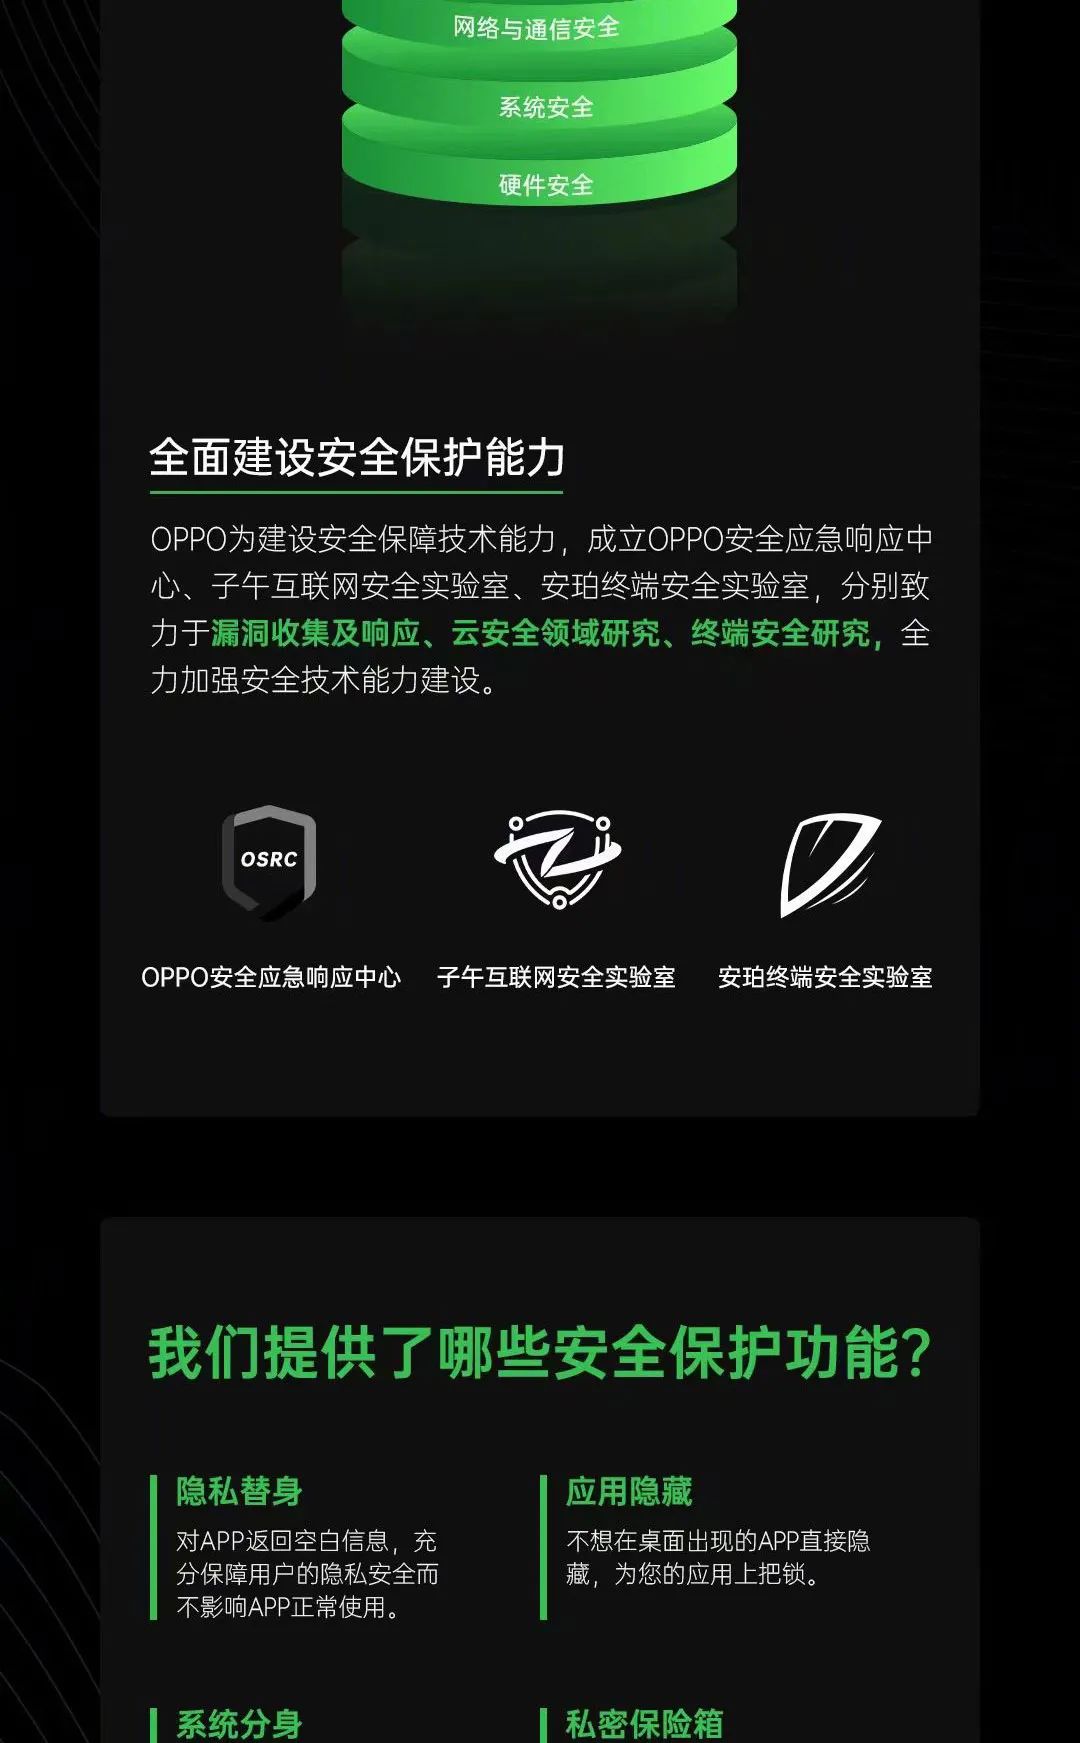 网络与通信安全
系统安全
硬件安全
全面建设安全保护能力
OPPO为建设安全保障技术能力，成立OPPO安全应急响应中
心、子午互联网安全实验室、安珀终端安全实验室，分别致
力于漏洞收集及响应、云安全领域研究、终端安全研究，全
力加强安全技术能力建设。
OSRC
OPPO安全应急响应中心
子午互联网安全实验室
安珀终端安全实验室
我们提供了哪些安全保护功能？
隐私替身
对APP返回空白信息，充
分保障用户的隐私安全而
不影响APP正常使用。
应用隐藏
不想在桌面出现的APP直接隐
藏，为您的应用上把锁。
系统分身
私密保险箱